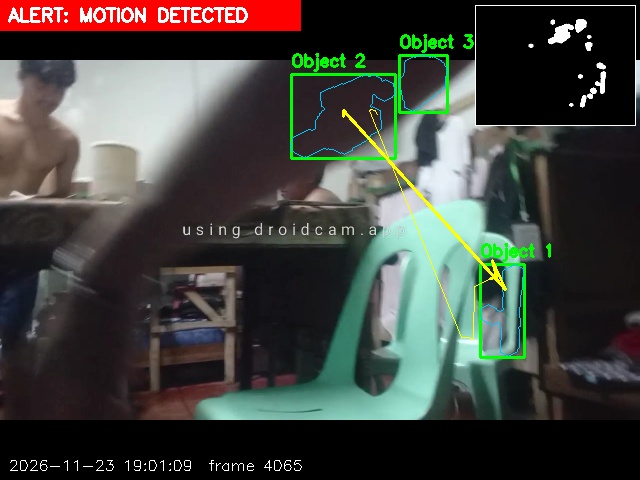 ALERT: MOTION DETECTED
Object 3
Object 2
using droidcam.app
Object 1
2026-11-23 19:01:09 frame 4065